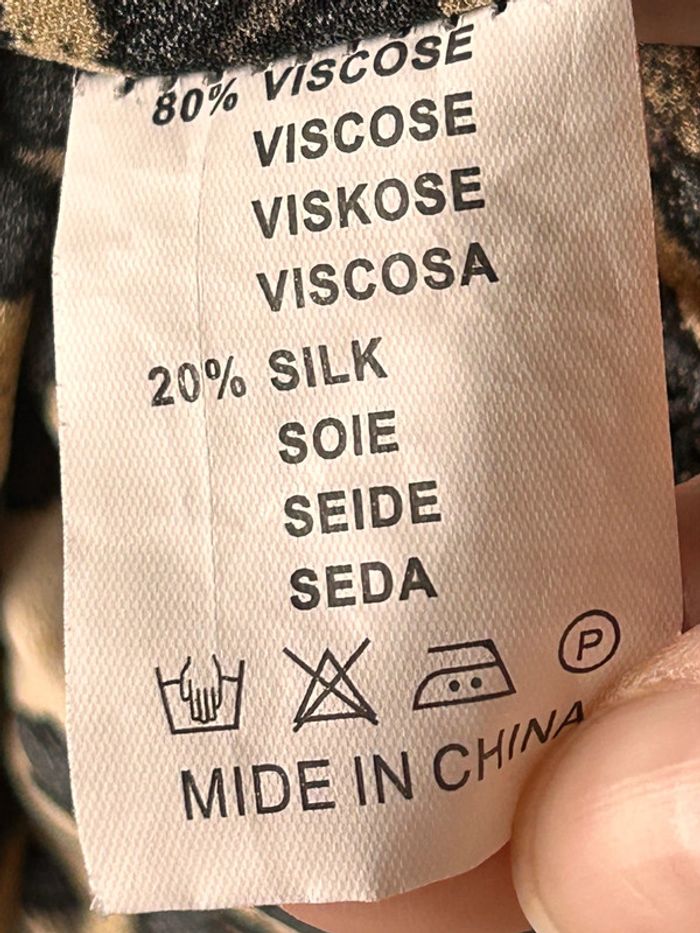 80% VISCOSE
VISCOSE
VISKOSE
VISCOSA
20% SILK
SOIE
SEIDE
SEDA
P
MIDE IN CHINA